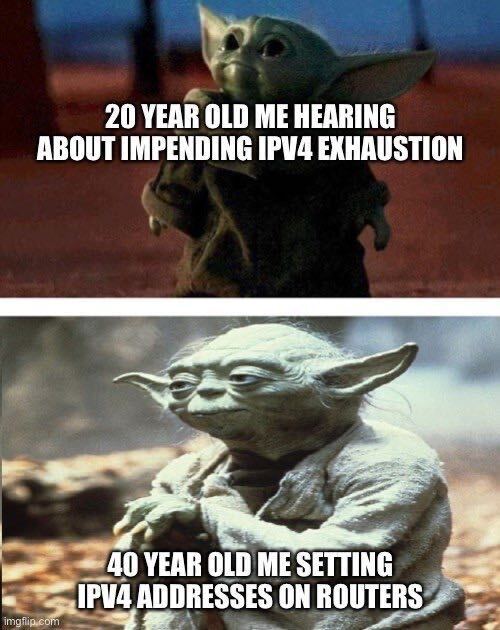 20 YEAR OLD ME HEARING
ABOUT IMPENDING IPV4 EXHAUSTION
40 YEAR OLD ME SETTING
IPV4 ADDRESSES ON ROUTERS
imgflip.com